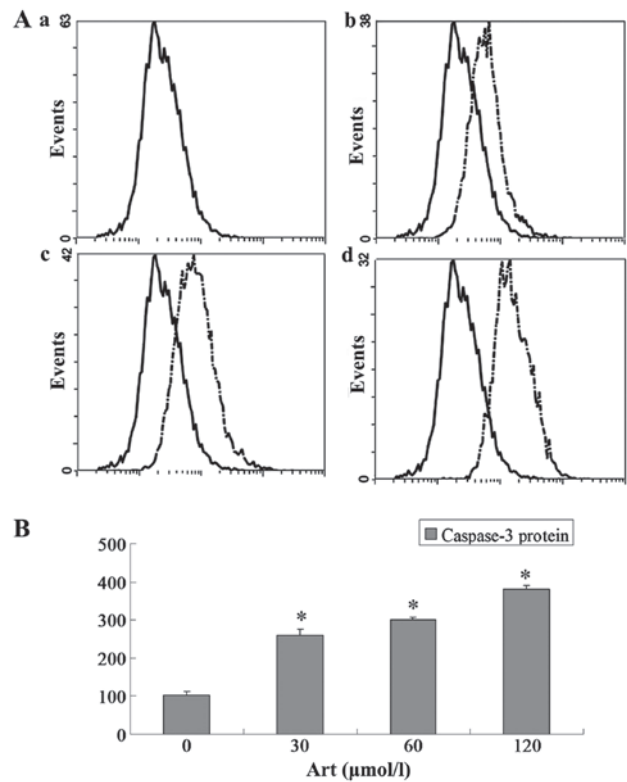 A a
63
Events
0
b
38
Events
0
c
42
Events
0
d
32
Events
0
B
Caspase-3 protein
500
400
300
200
100
0
*
*
*
0 30 60 120
Art (μmol/l)